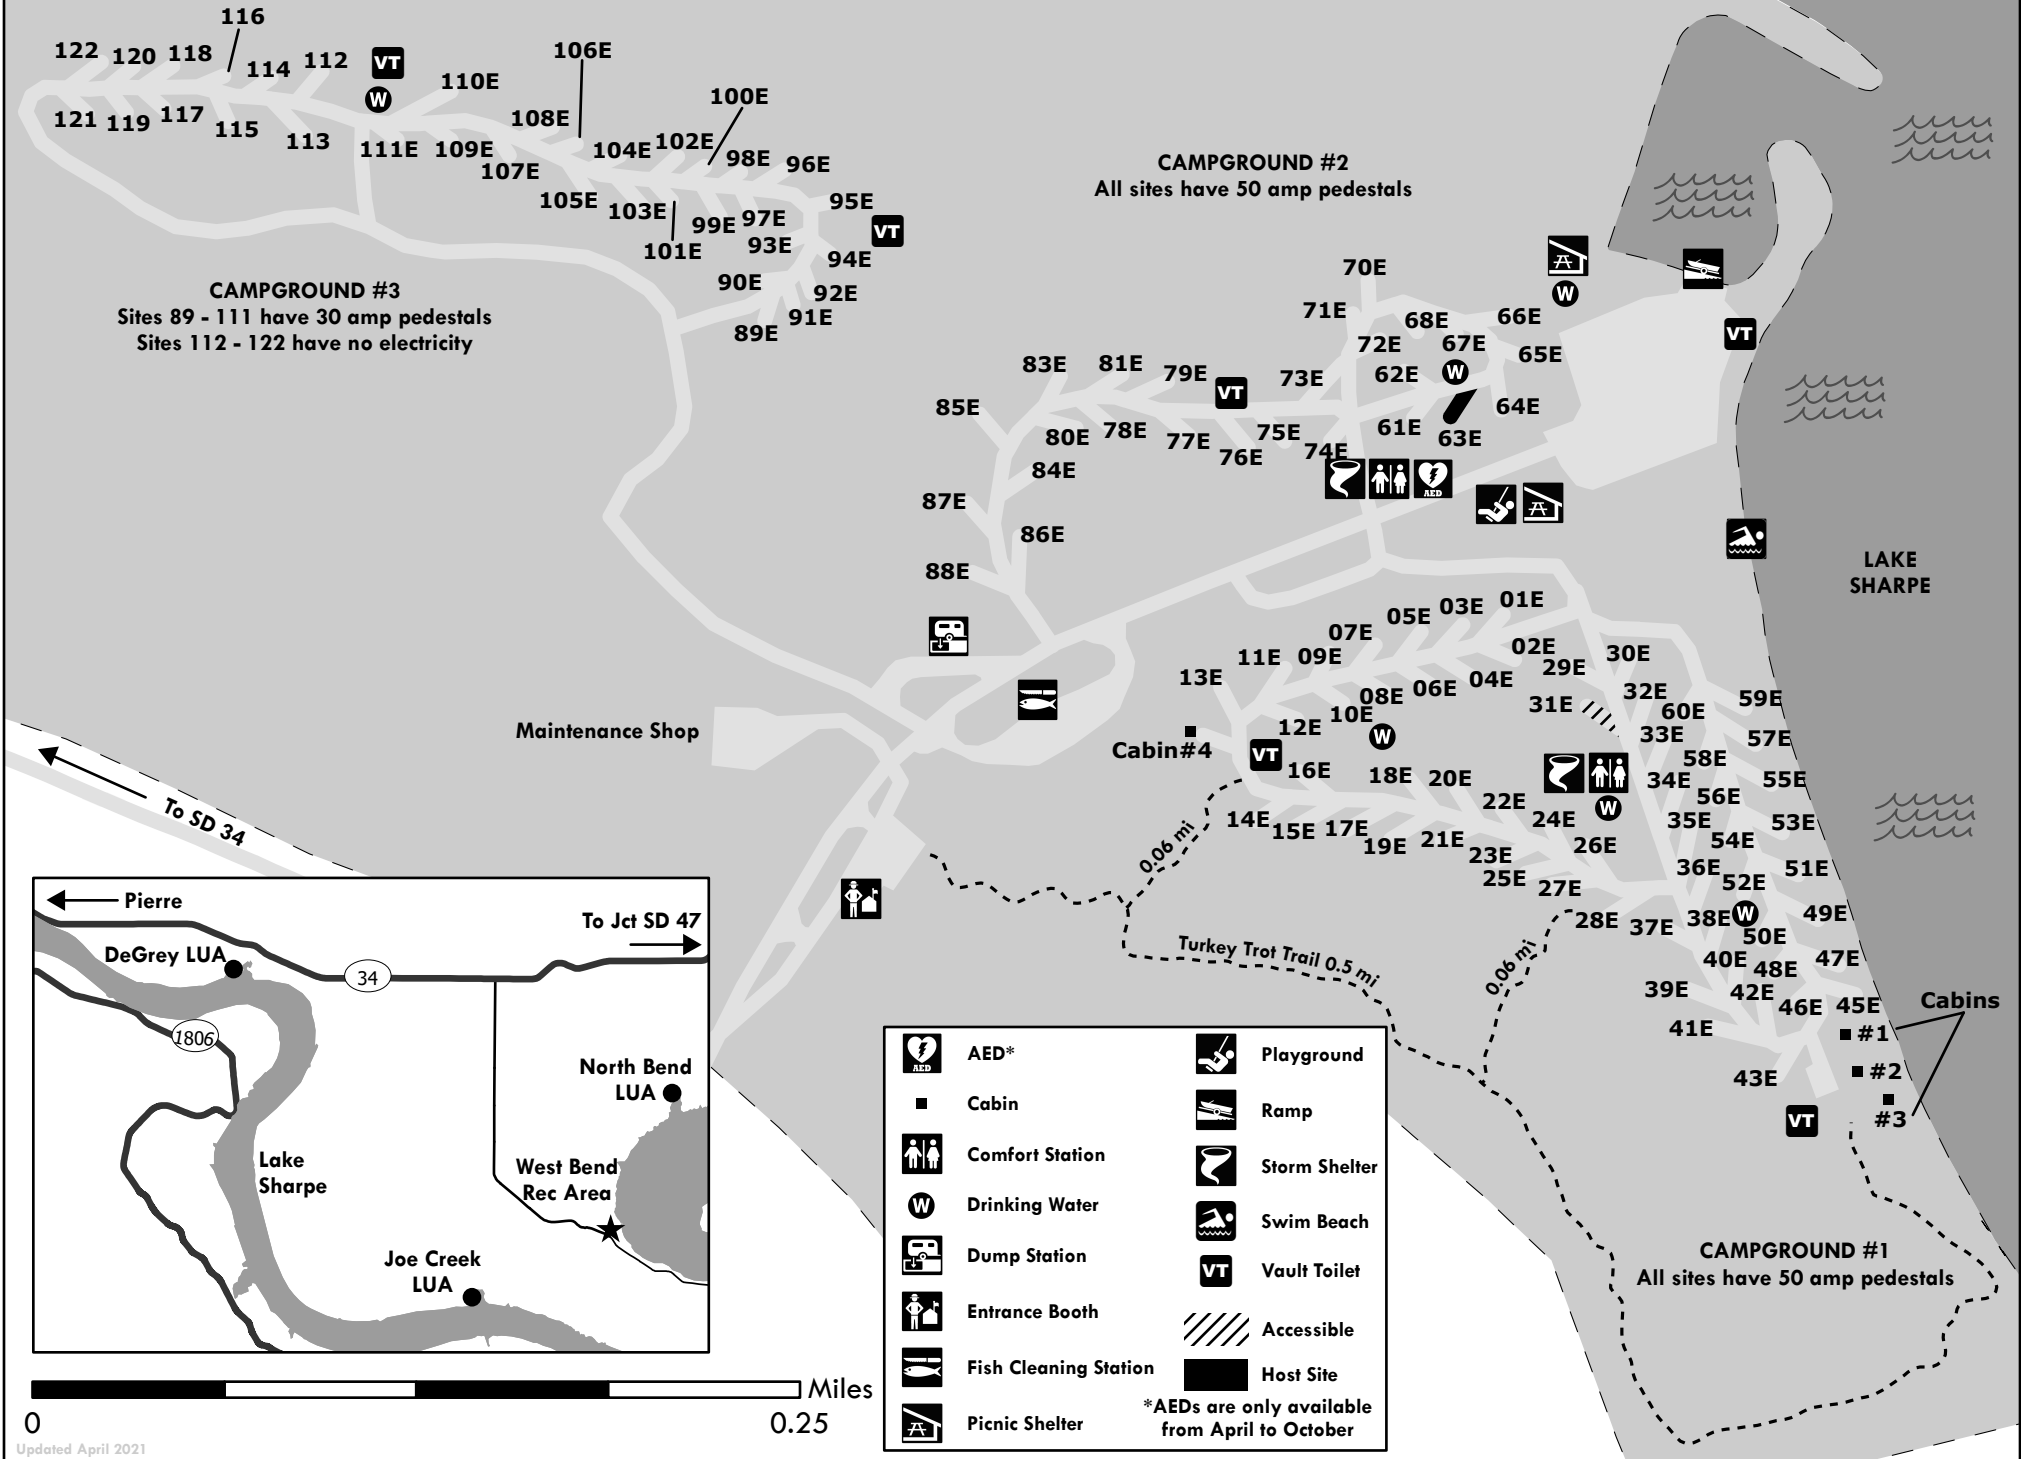 116
122
120
118
114
112
VT
W
110E
106E
108E
100E
104E
102E
98E
96E
121
119
117
115
113
111E
109E
107E
105E
103E
101E
99E
97E
95E
93E
VT
94E
90E
92E
91E
89E
CAMPGROUND #3
Sites 89 - 111 have 30 amp pedestals
Sites 112 - 122 have no electricity
CAMPGROUND #2
All sites have 50 amp pedestals
70E
71E
68E
66E
W
72E
67E
65E
62E
W
64E
61E
63E
VT
83E
81E
79E
VT
73E
85E
80E
78E
77E
76E
75E
74E
84E
87E
86E
88E
AED
LAKE
SHARPE
01E
03E
05E
07E
09E
11E
13E
02E
29E
30E
04E
06E
08E
10E
12E
W
31E
32E
60E
59E
33E
57E
58E
34E
55E
56E
35E
53E
54E
36E
51E
52E
38E
W
49E
50E
40E
48E
47E
42E
46E
45E
39E
41E
43E
Cabin#4
VT
16E
18E
20E
22E
24E
26E
W
14E
15E
17E
19E
21E
23E
25E
27E
28E
37E
Cabins
#1
#2
#3
VT
Maintenance Shop
To SD 34
0.06 mi
Turkey Trot Trail 0.5 mi
0.06 mi
CAMPGROUND #1
All sites have 50 amp pedestals
Pierre
To Jct SD 47
DeGrey LUA
34
1806
North Bend
LUA
Lake
Sharpe
West Bend
Rec Area
Joe Creek
LUA
Miles
0
0.25
Updated April 2021
AED
AED*
Cabin
Comfort Station
W
Drinking Water
Dump Station
Entrance Booth
Fish Cleaning Station
Picnic Shelter
Playground
Ramp
Storm Shelter
Swim Beach
VT
Vault Toilet
Accessible
Host Site
*AEDs are only available
from April to October